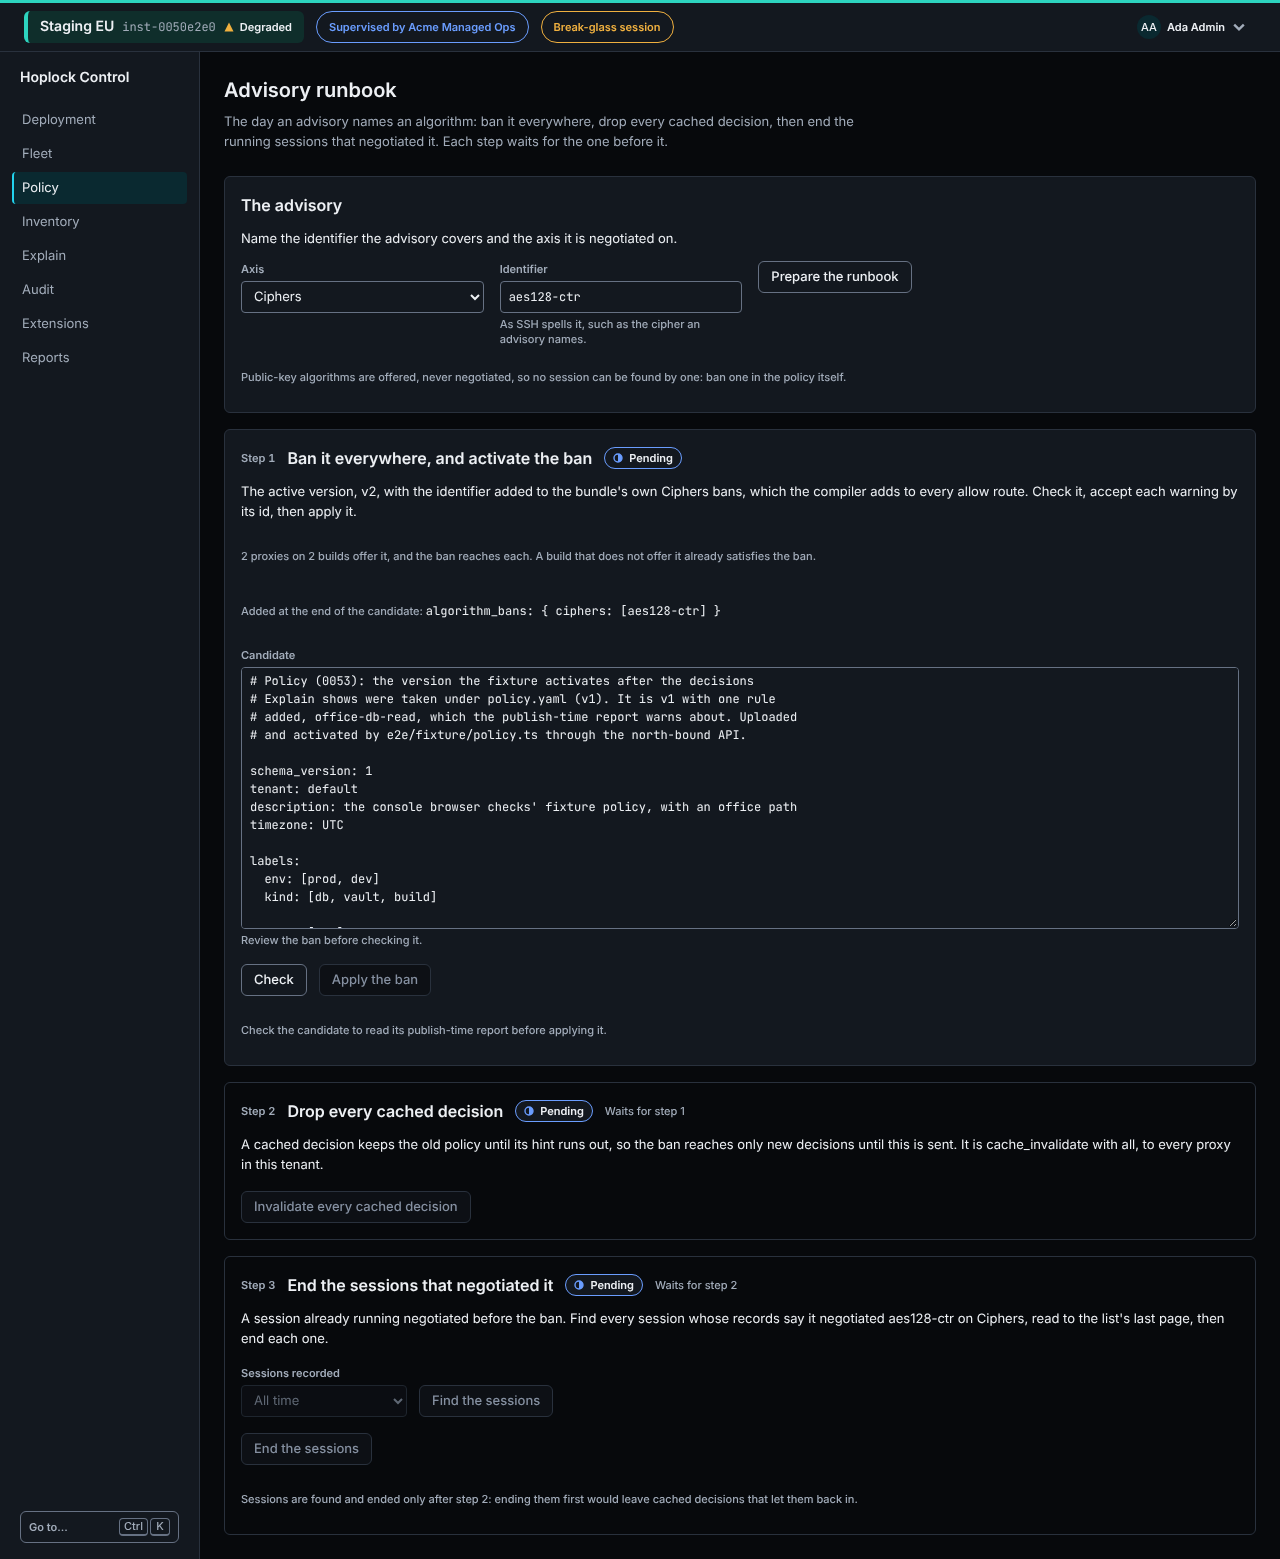 Staging EU inst-0050e2e0 Degraded
Supervised by Acme Managed Ops
Break-glass session
AA Ada Admin
Hoplock Control
Deployment
Fleet
Policy
Inventory
Explain
Audit
Extensions
Reports
Go to... Ctrl K
Advisory runbook
The day an advisory names an algorithm: ban it everywhere, drop every cached decision, then end the
running sessions that negotiated it. Each step waits for the one before it.
The advisory
Name the identifier the advisory covers and the axis it is negotiated on.
Axis
Ciphers
Identifier
aes128-ctr
As SSH spells it, such as the cipher an
advisory names.
Prepare the runbook
Public-key algorithms are offered, never negotiated, so no session can be found by one: ban one in the policy itself.
Step 1 Ban it everywhere, and activate the ban Pending
The active version, v2, with the identifier added to the bundle's own Ciphers bans, which the compiler adds to every allow route. Check it, accept each warning by
its id, then apply it.
2 proxies on 2 builds offer it, and the ban reaches each. A build that does not offer it already satisfies the ban.
Added at the end of the candidate: algorithm_bans: { ciphers: [aes128-ctr] }
Candidate
# Policy (0053): the version the fixture activates after the decisions
# Explain shows were taken under policy.yaml (v1). It is v1 with one rule
# added, office-db-read, which the publish-time report warns about. Uploaded
# and activated by e2e/fixture/policy.ts through the north-bound API.
schema_version: 1
tenant: default
description: the console browser checks' fixture policy, with an office path
timezone: UTC
labels:
env: [prod, dev]
kind: [db, vault, build]
Review the ban before checking it.
Check Apply the ban
Check the candidate to read its publish-time report before applying it.
Step 2 Drop every cached decision Pending Waits for step 1
A cached decision keeps the old policy until its hint runs out, so the ban reaches only new decisions until this is sent. It is cache_invalidate with all, to every proxy
in this tenant.
Invalidate every cached decision
Step 3 End the sessions that negotiated it Pending Waits for step 2
A session already running negotiated before the ban. Find every session whose records say it negotiated aes128-ctr on Ciphers, read to the list's last page, then
end each one.
Sessions recorded
All time Find the sessions
End the sessions
Sessions are found and ended only after step 2: ending them first would leave cached decisions that let them back in.